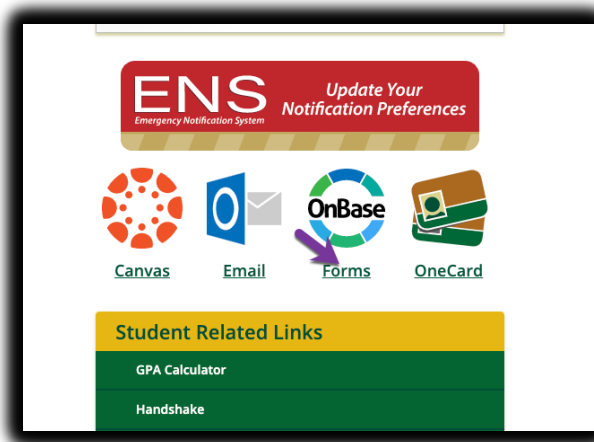 ENS
Emergency Notification System
Update Your
Notification Preferences
OnBase
Canvas Email Forms OneCard
Student Related Links
GPA Calculator
Handshake